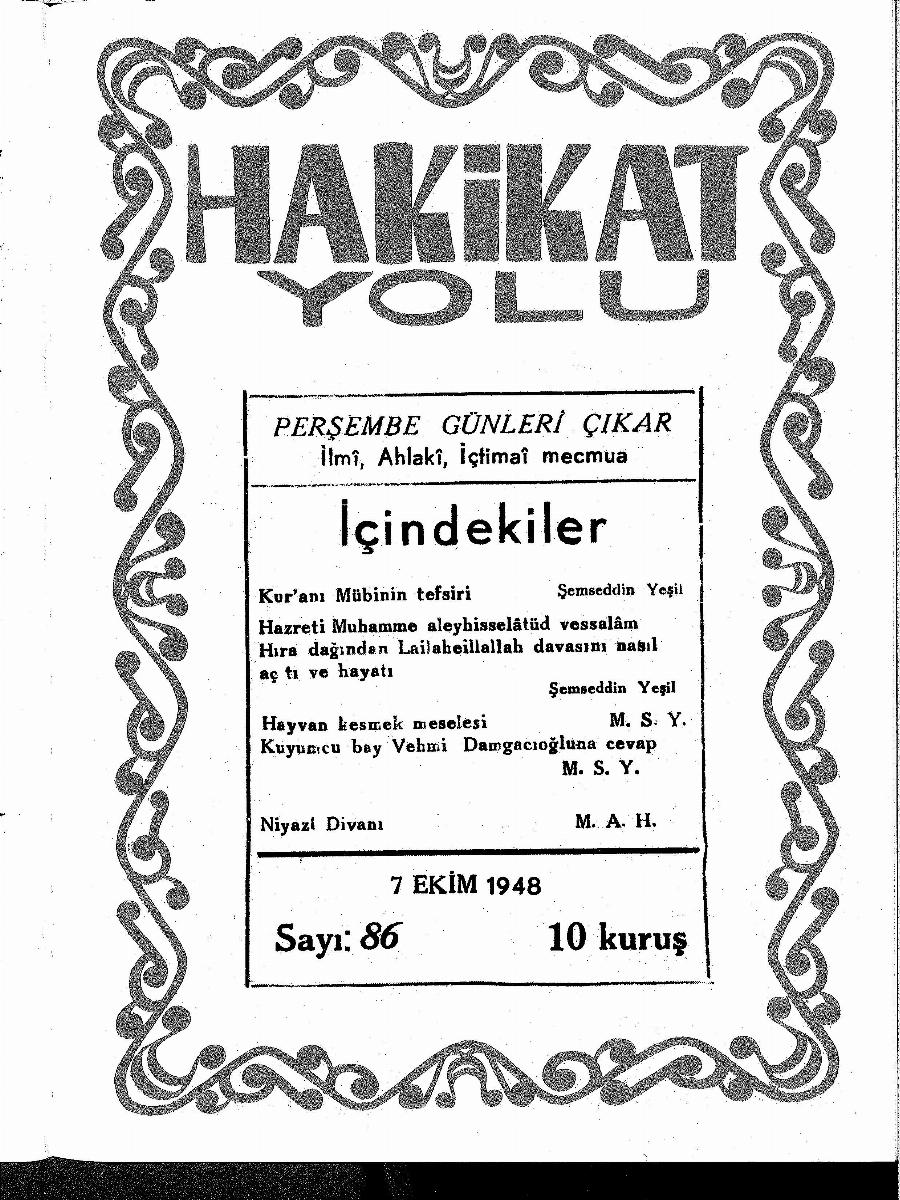 HAKİKAT
YOLU
PERŞEMBE GÜNLERİ ÇIKAR
İlmî, Ahlakî, İçtimaî mecmua
İçindekiler
Kur'anı Mübinin tefsiri Şemseddin Yeşil
Hazreti Muhamme aleyhisselâtüd vessalâm
Hıra dağından Lailaheillallah davasını nasıl
aç tı ve hayatı
Şemseddin Yeşil
Hayvan kesmek meselesi M. S. Y.
Kuyumcu bay Vehmi Damgacıoğluna cevap
M. S. Y.
Niyazi Divanı M. A. H.
7 EKİM 1948
Sayı: 86 10 kuruş